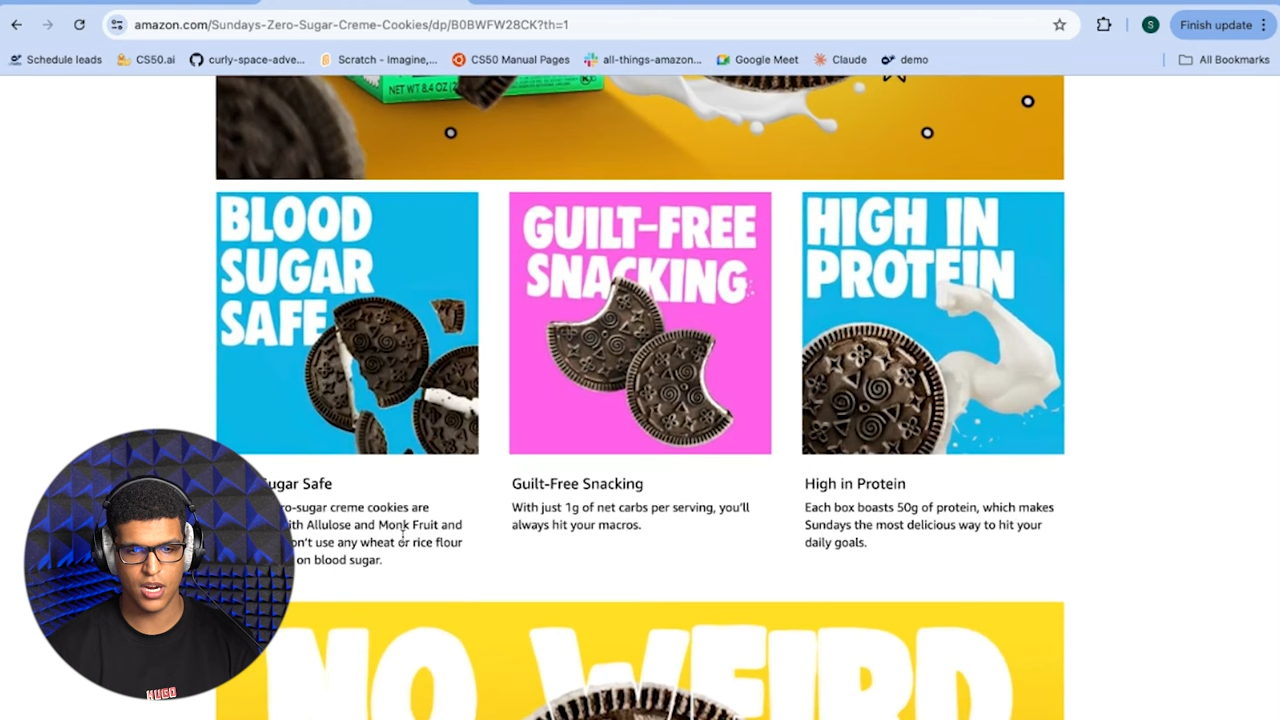 amazon.com/Sundays-Zero-Sugar-Creme-Cookies/dp/B0BWFW28CK?th=1
S
Finish update
Schedule leads
CS50.ai
curly-space-adve...
Scratch - Imagine,...
CS50 Manual Pages
all-things-amazon...
Google Meet
Claude
demo
All Bookmarks
NET WT 8.4 OZ
BLOOD
SUGAR
SAFE
GUILT-FREE
SNACKING
HIGH IN
PROTEIN
Sugar Safe
ro-sugar creme cookies are
ith Allulose and Monk Fruit and
on't use any wheat or rice flour
on blood sugar.
Guilt-Free Snacking
With just 1g of net carbs per serving, you'll
always hit your macros.
High in Protein
Each box boasts 50g of protein, which makes
Sundays the most delicious way to hit your
daily goals.
NO WEIRD
HUGO